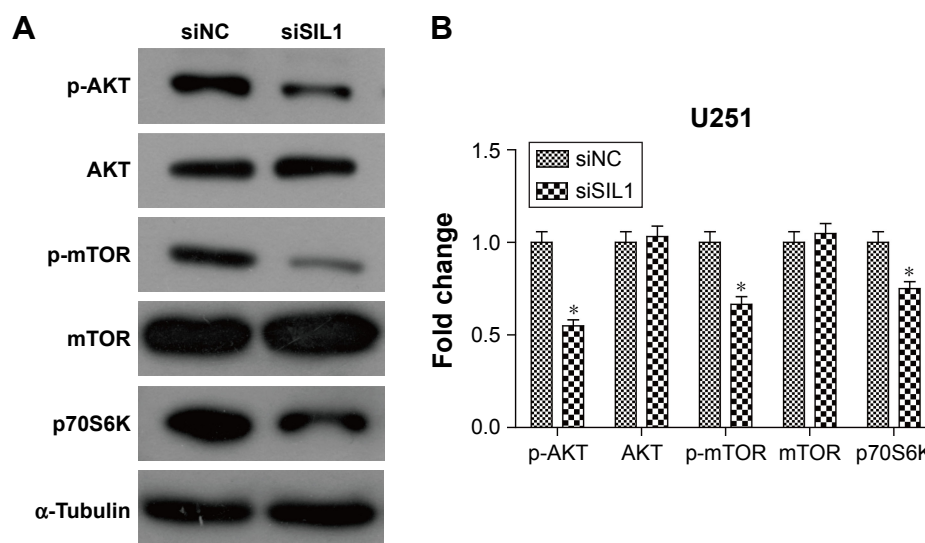 A
siNC siSIL1
p-AKT
AKT
p-mTOR
mTOR
p70S6K
α-Tubulin
B
U251
siNC
siSIL1
Fold change
1.5
1.0
0.5
0.0
*
*
*
p-AKT AKT p-mTOR mTOR p70S6K